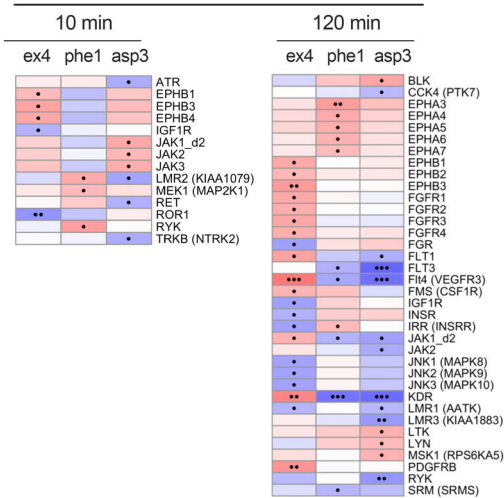 10 min
ex4 phe1 asp3
ATR
EPHB1
EPHB3
EPHB4
IGF1R
JAK1_d2
JAK2
JAK3
LMR2 (KIAA1079)
MEK1 (MAP2K1)
RET
ROR1
RYK
TRKB (NTRK2)
120 min
ex4 phe1 asp3
BLK
CCK4 (PTK7)
EPHA3
EPHA4
EPHA5
EPHA6
EPHA7
EPHB1
EPHB2
EPHB3
FGFR1
FGFR2
FGFR3
FGFR4
FGR
FLT1
FLT3
Flt4 (VEGFR3)
FMS (CSF1R)
IGF1R
INSR
IRR (INSRR)
JAK1_d2
JAK2
JNK1 (MAPK8)
JNK2 (MAPK9)
JNK3 (MAPK10)
KDR
LMR1 (AATK)
LMR3 (KIAA1883)
LTK
LYN
MSK1 (RPS6KA5)
PDGFRB
RYK
SRM (SRMS)